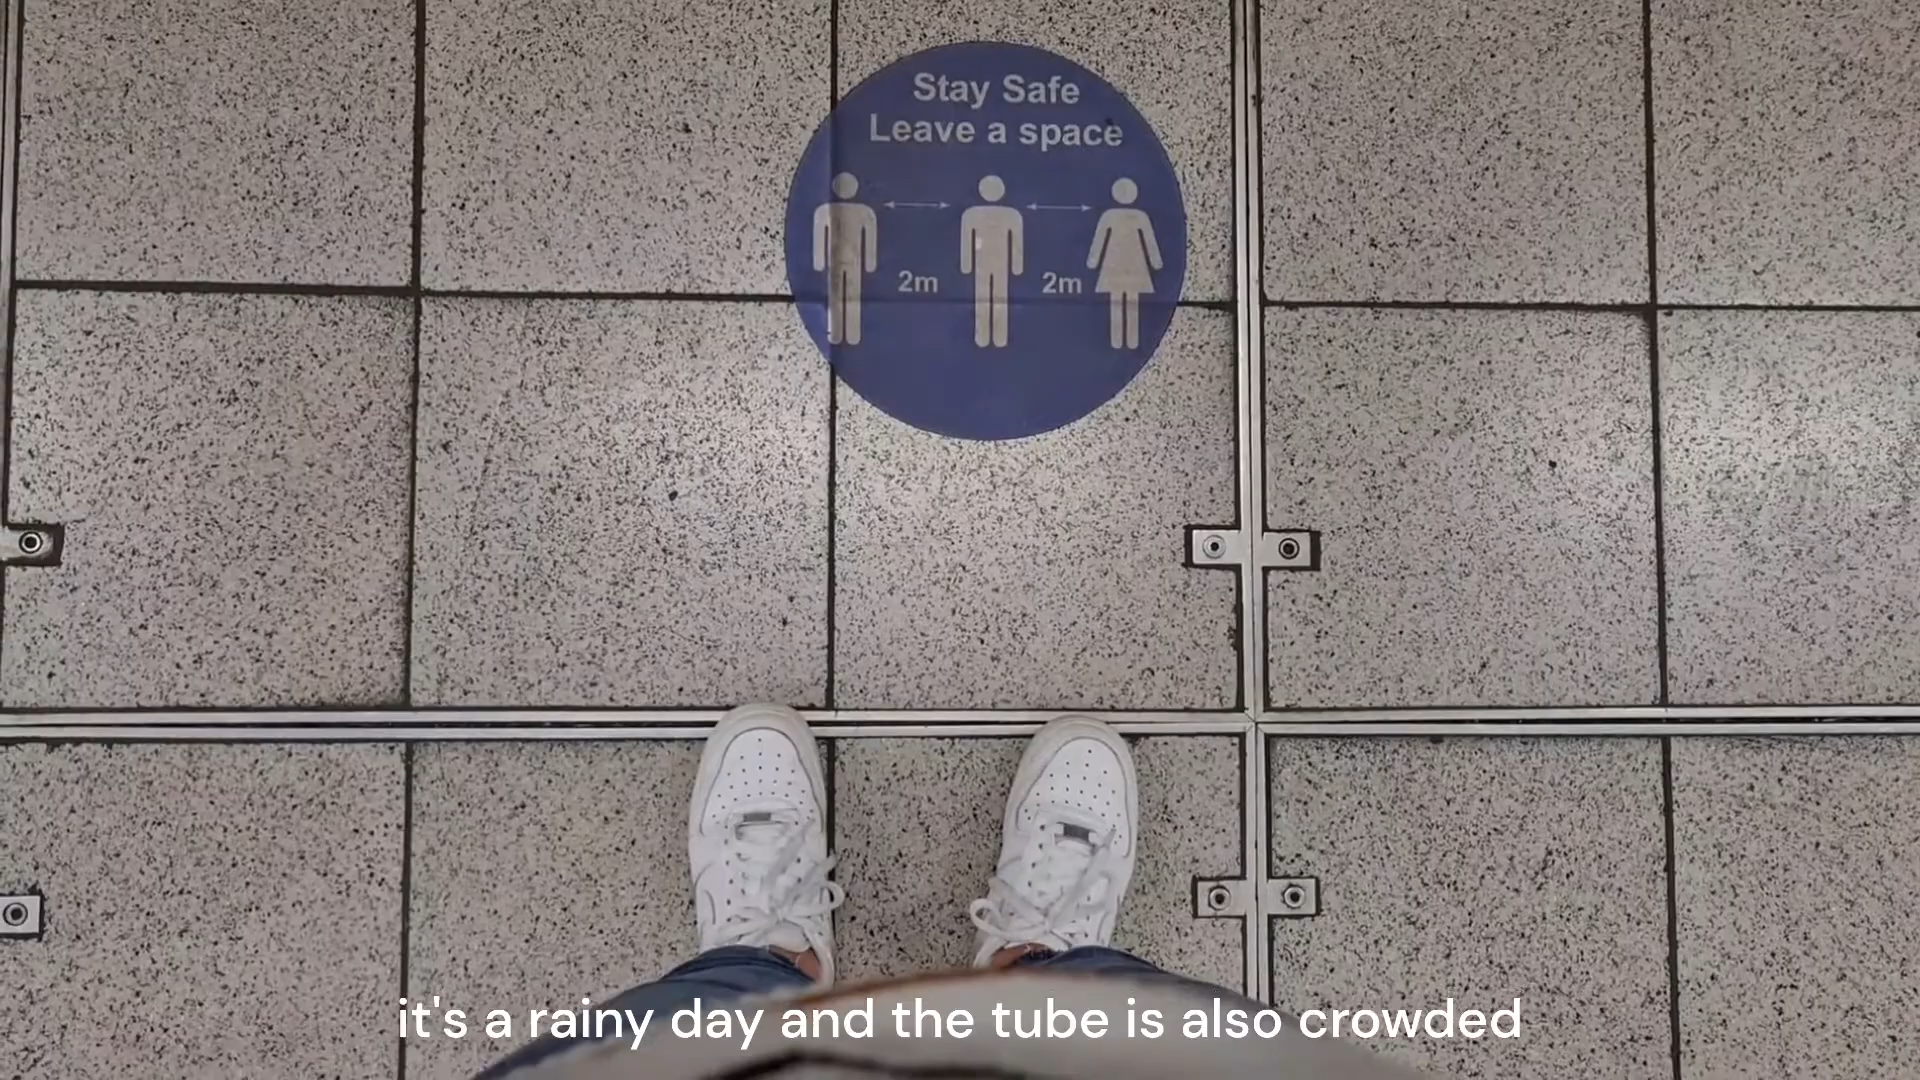 Stay Safe
Leave a space
2m 2m
it's a rainy day and the tube is also crowded